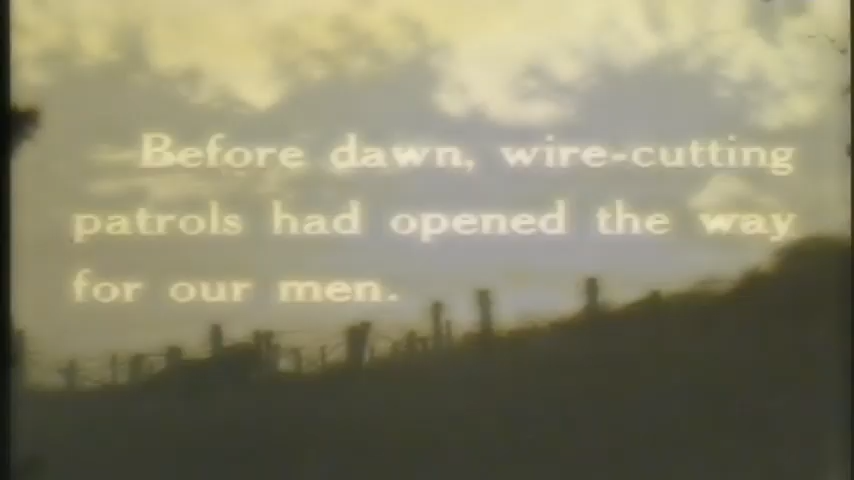 Before dawn, wire-cutting
patrols had opened the way
for our men.